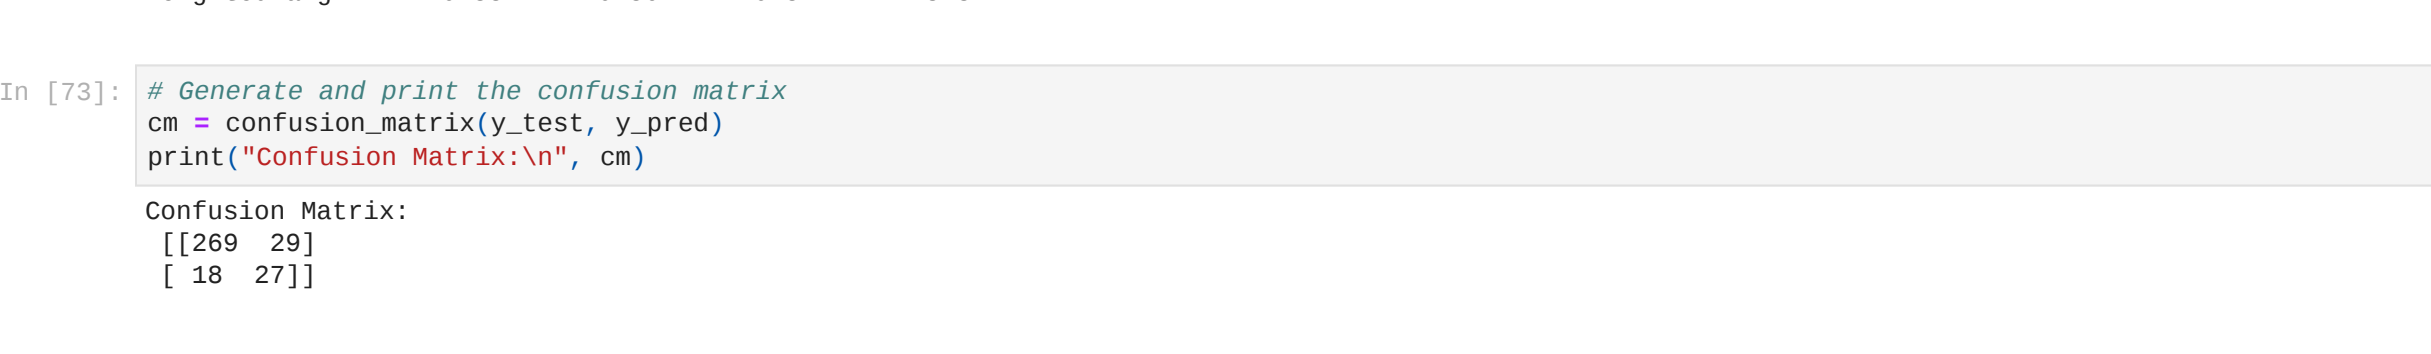 In [73]:
# Generate and print the confusion matrix
cm = confusion_matrix(y_test, y_pred)
print("Confusion Matrix:\n", cm)
Confusion Matrix:
 [[269  29]
 [ 18  27]]